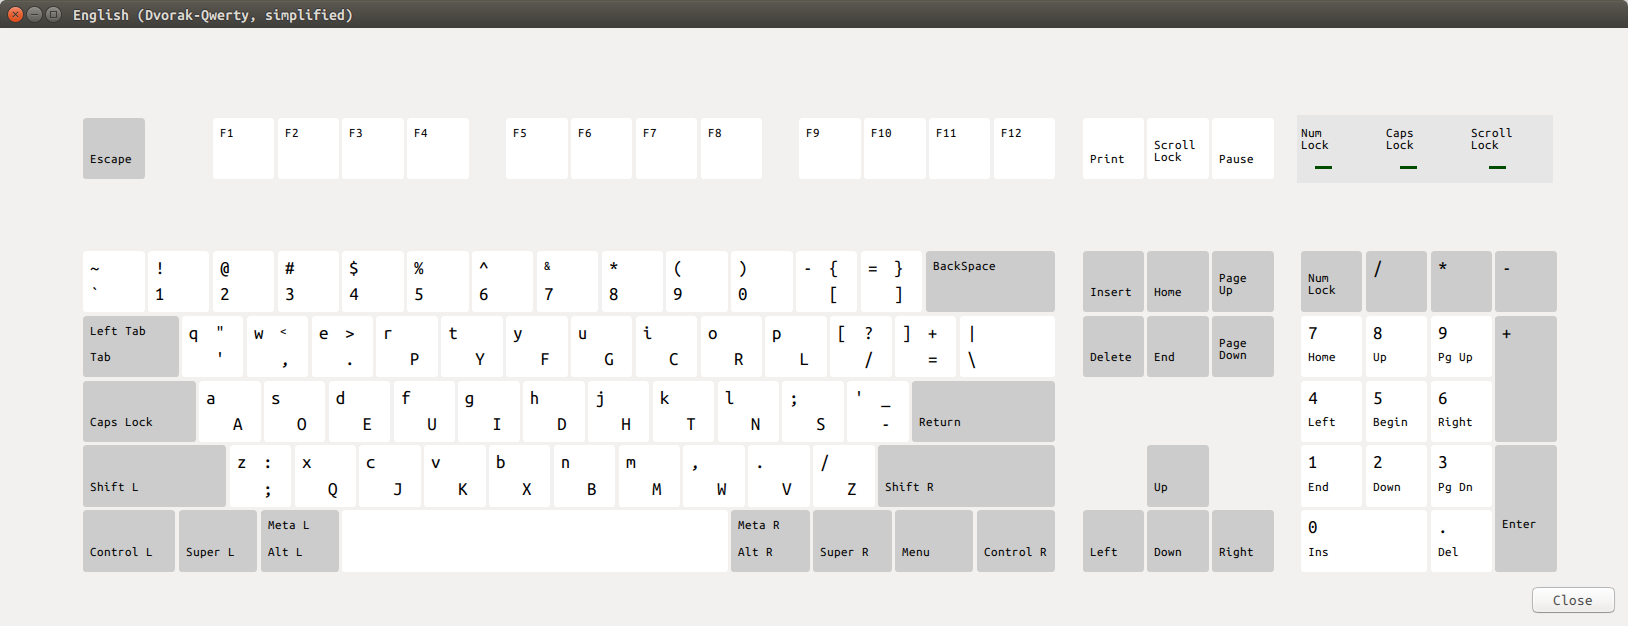 English (Dvorak-Qwerty, simplified)
Escape
F1 F2 F3 F4 F5 F6 F7 F8 F9 F10 F11 F12
Print
Scroll
Lock
Pause
Num
Lock
Caps
Lock
Scroll
Lock
~ ! @ # $ % ^ & * ( ) - { = } BackSpace
` 1 2 3 4 5 6 7 8 9 0 [ ]
Insert
Home
Page
Up
Num
Lock
/ * -
Left Tab q " w < e > r t y u i o p [ ? ] + |
Tab ' , . P Y F G C R L / = \
Delete
End
Page
Down
7 8 9 +
Home Up Pg Up
a s d f g h j k l ; ' _
Caps Lock A O E U I D H T N S - Return
4 5 6
Left Begin Right
z : x c v b n m , . /
Shift L ; Q J K X B M W V Z Shift R
Up
1 2 3
End Down Pg Dn
Enter
Meta L Meta R
Control L Super L Alt L Alt R Super R Menu Control R
Left Down Right
0 .
Ins Del
Close